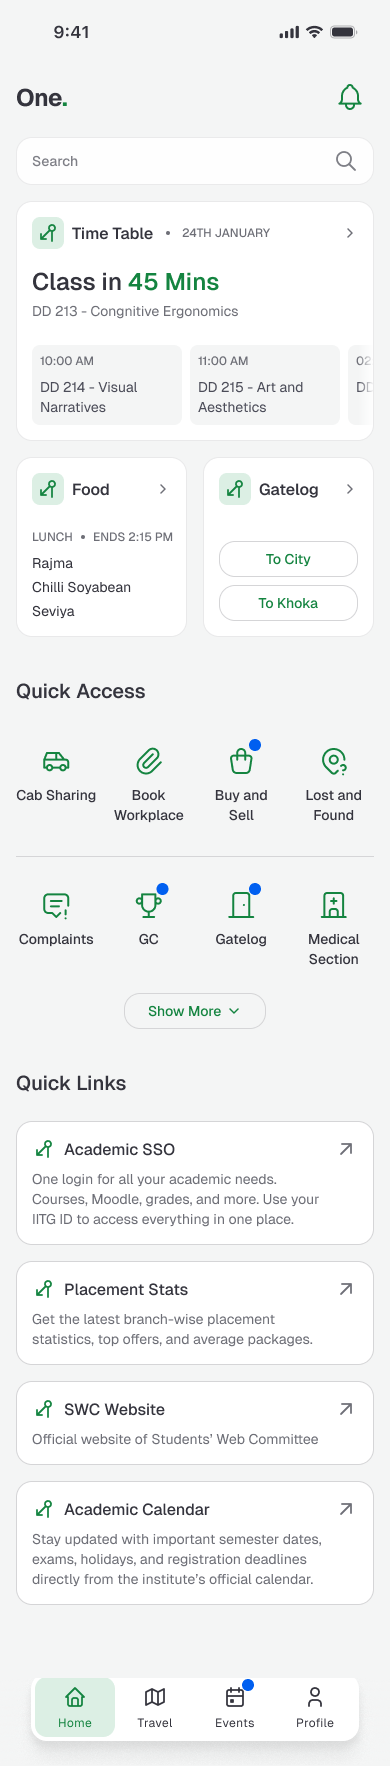 9:41
One.
Search
Time Table • 24TH JANUARY
Class in 45 Mins
DD 213 - Congnitive Ergonomics
10:00 AM
DD 214 - Visual
Narratives
11:00 AM
DD 215 - Art and
Aesthetics
02
DD
Food
LUNCH • ENDS 2:15 PM
Rajma
Chilli Soyabean
Seviya
Gatelog
To City
To Khoka
Quick Access
Cab Sharing
Book
Workplace
Buy and
Sell
Lost and
Found
Complaints
GC
Gatelog
Medical
Section
Show More
Quick Links
Academic SSO
One login for all your academic needs.
Courses, Moodle, grades, and more. Use your
IITG ID to access everything in one place.
Placement Stats
Get the latest branch-wise placement
statistics, top offers, and average packages.
SWC Website
Official website of Students’ Web Committee
Academic Calendar
Stay updated with important semester dates,
exams, holidays, and registration deadlines
directly from the institute’s official calendar.
Home
Travel
Events
Profile